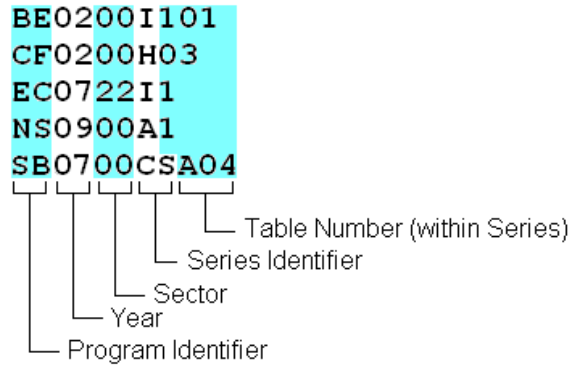 BE0200I101
CF0200H03
EC0722I1
NS0900A1
SB0700CSA04
Table Number (within Series)
Series Identifier
Sector
Year
Program Identifier